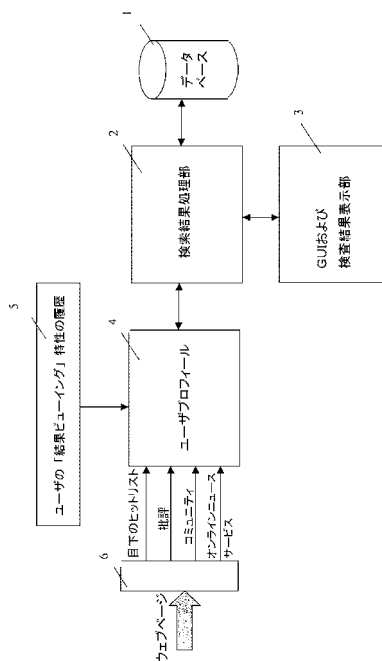 ユーザの「結果ビューイング」特性の履歴
5
ウェブページ
6
目下のヒットリスト
批評
コミュニティ
オンラインニュース
サービス
ユーザプロフィール
4
検索結果処理部
2
データ
ベース
1
GUIおよび
検査結果表示部
3